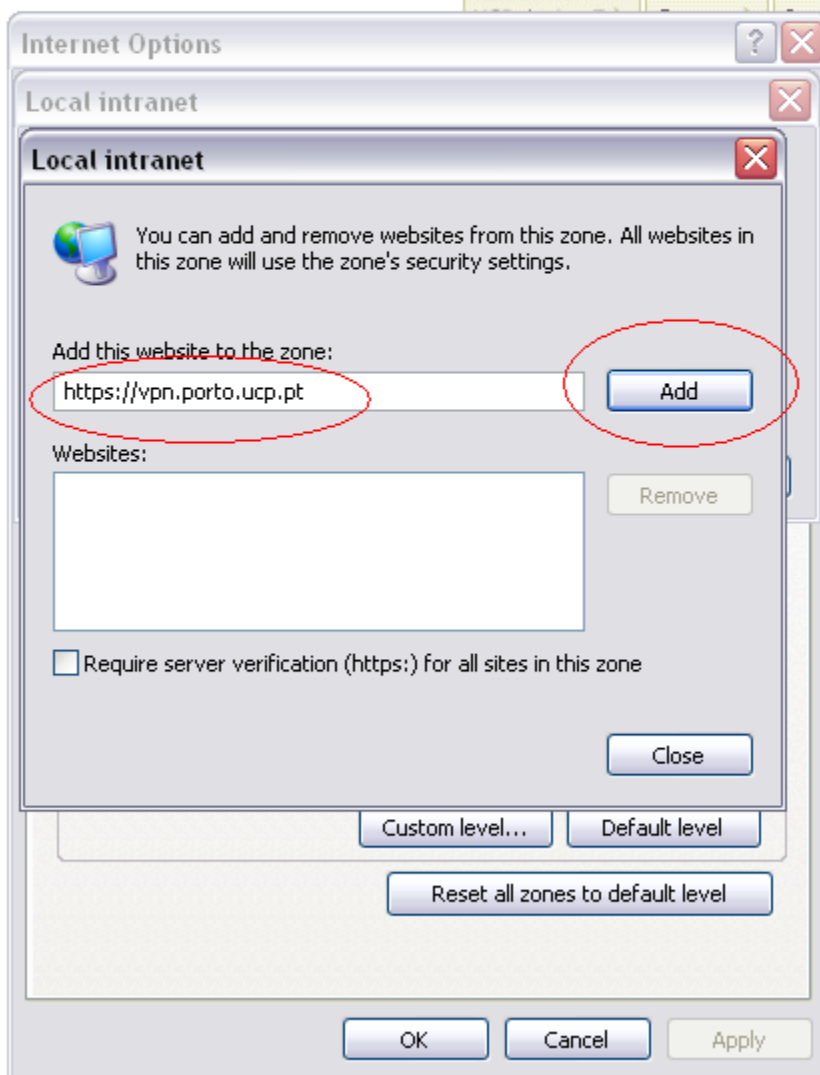 Internet Options
Local intranet
Local intranet
You can add and remove websites from this zone. All websites in
this zone will use the zone's security settings.
Add this website to the zone:
https://vpn.porto.ucp.pt
Add
Websites:
Remove
Require server verification (https:) for all sites in this zone
Close
Custom level...
Default level
Reset all zones to default level
OK
Cancel
Apply